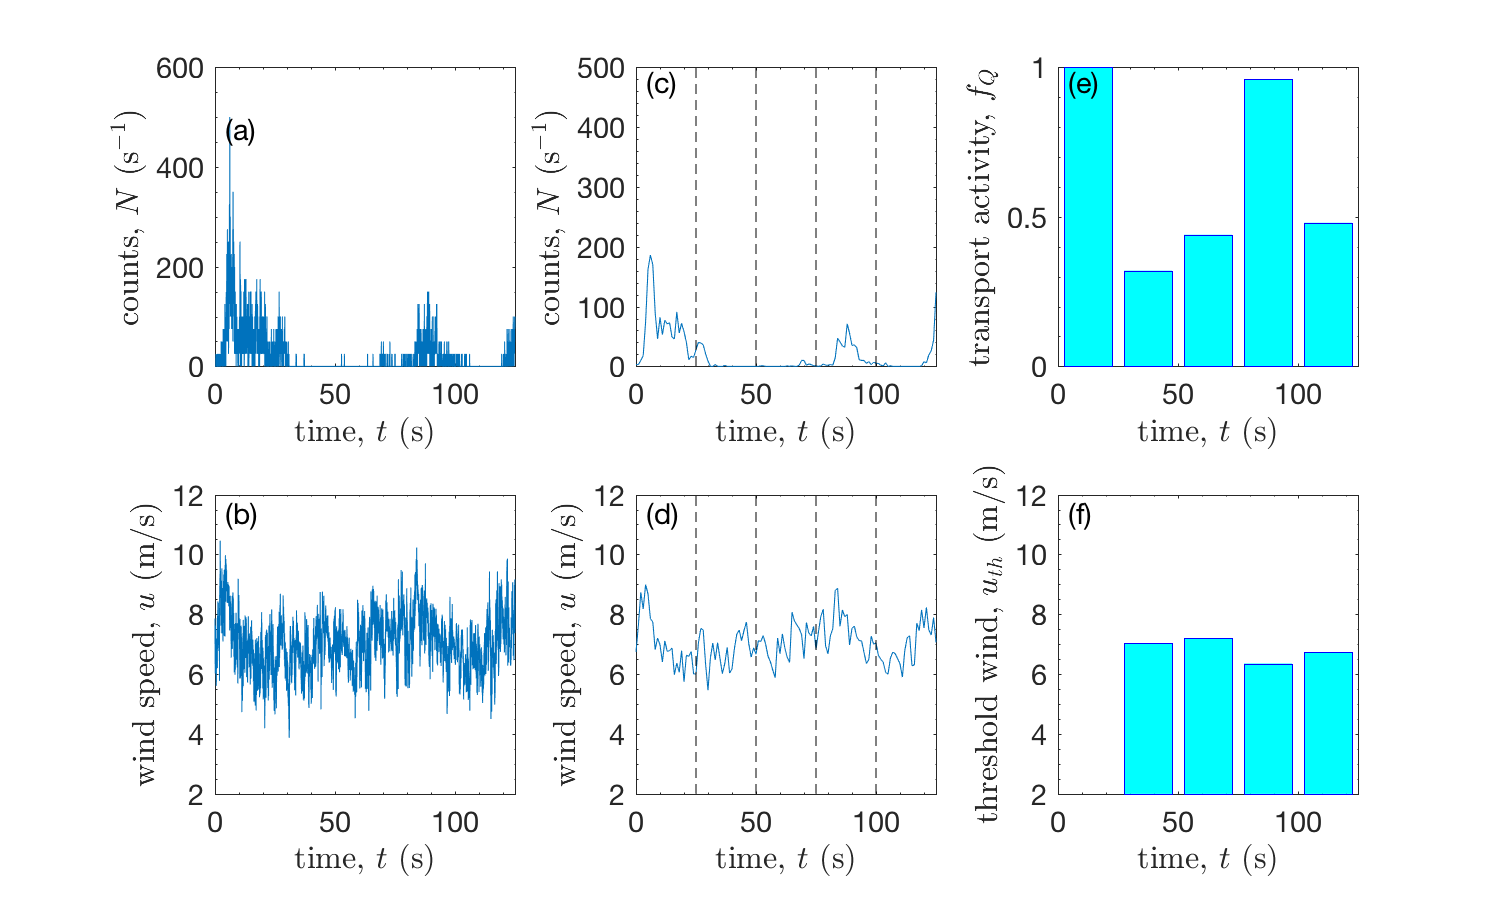 600
400
200
0
counts, N (s⁻¹)
(a)
0 50 100
time, t (s)
500
400
300
200
100
0
counts, N (s⁻¹)
(c)
0 50 100
time, t (s)
1
0.5
0
transport activity, f_Q
(e)
0 50 100
time, t (s)
12
10
8
6
4
2
wind speed, u (m/s)
(b)
0 50 100
time, t (s)
12
10
8
6
4
2
wind speed, u (m/s)
(d)
0 50 100
time, t (s)
12
10
8
6
4
2
threshold wind, u_th (m/s)
(f)
0 50 100
time, t (s)